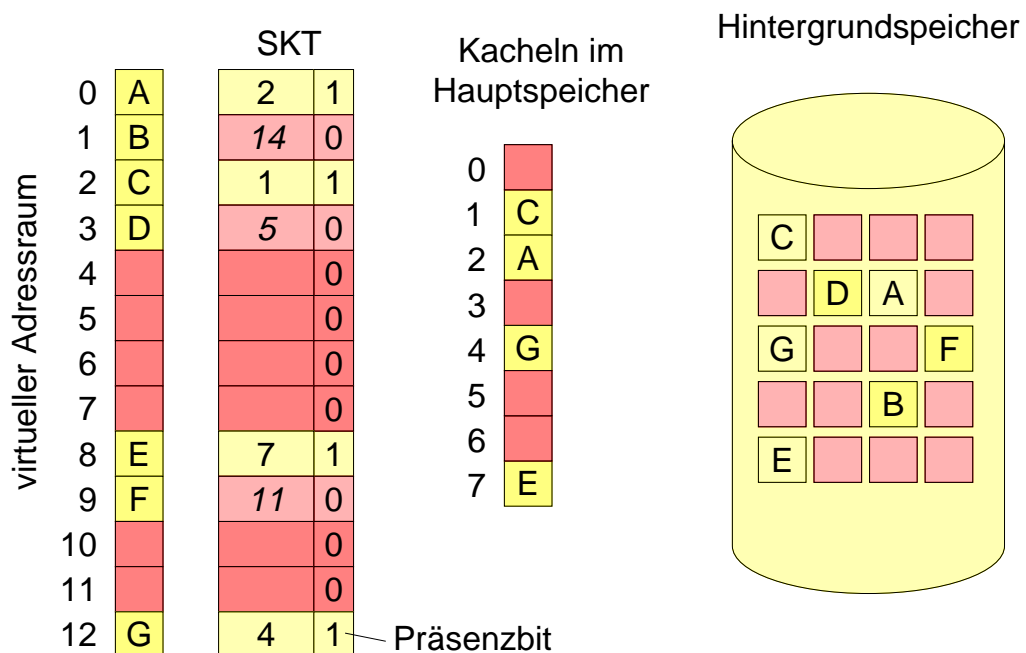 SKT
Kacheln im
Hauptspeicher
Hintergrundspeicher
virtueller Adressraum
0 A 2 1
1 B 14 0
2 C 1 1
3 D 5 0
4 0
5 0
6 0
7 0
8 E 7 1
9 F 11 0
10 0
11 0
12 G 4 1
Präsenzbit
0
1 C
2 A
3
4 G
5
6
7 E
C
D A
G F
B
E